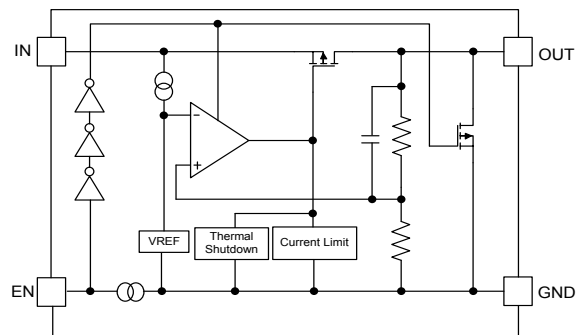 IN
OUT
−
+
VREF
Thermal
Shutdown
Current Limit
EN
GND